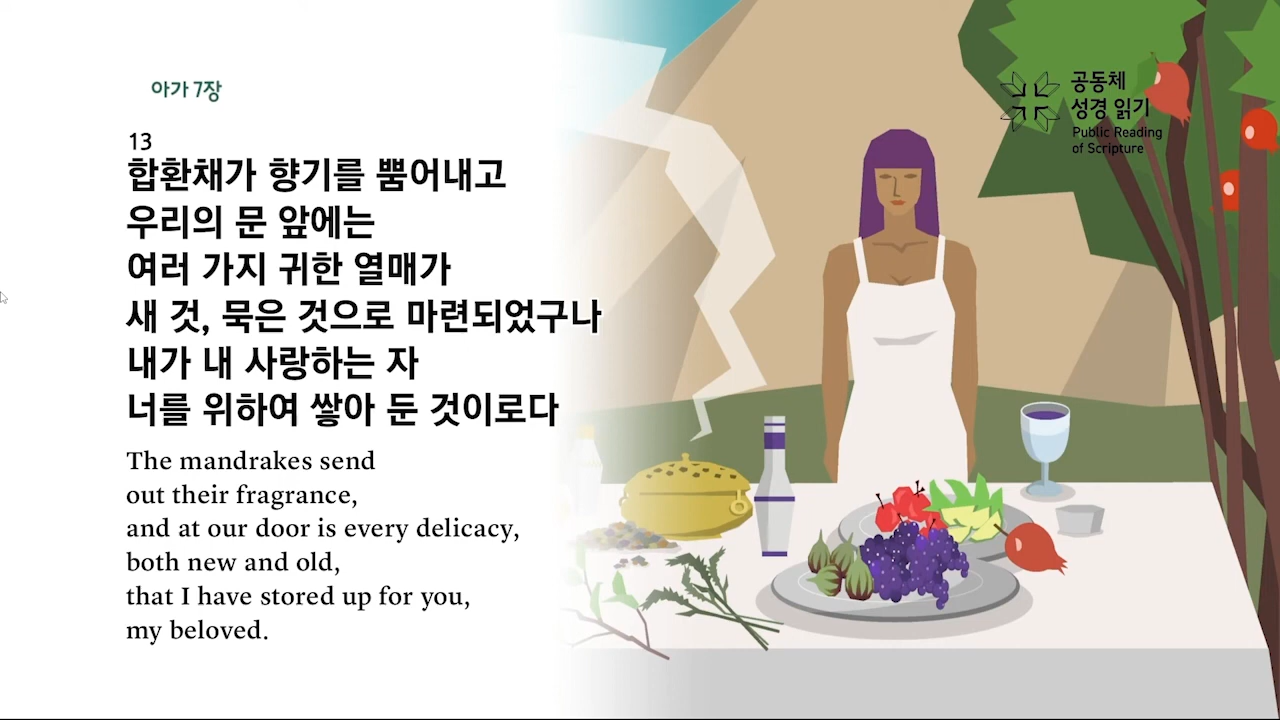 아가 7장
13
합환채가 향기를 뿜어내고
우리의 문 앞에는
여러 가지 귀한 열매가
새 것, 묵은 것으로 마련되었구나
내가 내 사랑하는 자
너를 위하여 쌓아 둔 것이로다
The mandrakes send
out their fragrance,
and at our door is every delicacy,
both new and old,
that I have stored up for you,
my beloved.
공동체
성경 읽기
Public Reading
of Scripture